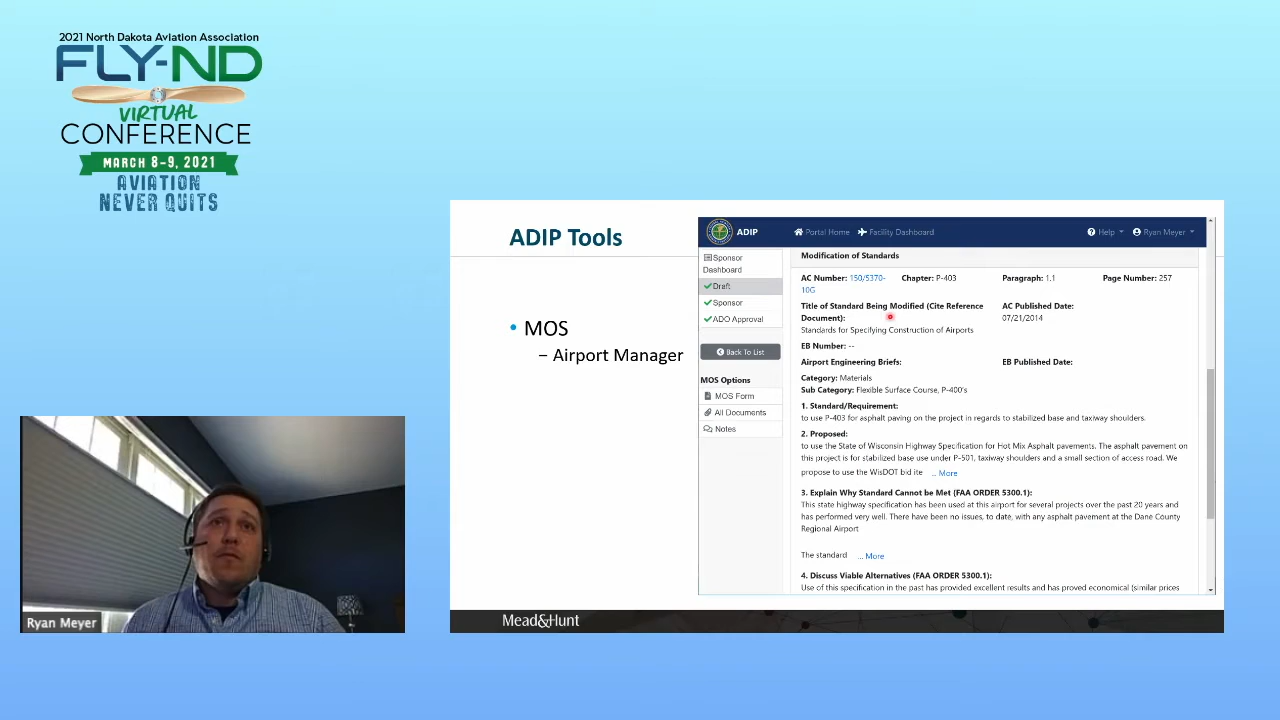 2021 North Dakota Aviation Association
FLY-ND
VIRTUAL
CONFERENCE
MARCH 8-9, 2021
AVIATION
NEVER QUITS
ADIP Tools
• MOS
– Airport Manager
ADIP
Portal Home
Facility Dashboard
Help
Ryan Meyer
Sponsor
Dashboard
Draft
Sponsor
ADO Approval
Back To List
MOS Options
MOS Form
All Documents
Notes
Modification of Standards
AC Number: 150/5370-
10G
Chapter: P-403
Paragraph: 1.1
Page Number: 257
Title of Standard Being Modified (Cite Reference
Document):
Standards for Specifying Construction of Airports
AC Published Date:
07/21/2014
EB Number: --
Airport Engineering Briefs:
EB Published Date:
Category: Materials
Sub Category: Flexible Surface Course, P-400's
1. Standard/Requirement:
to use P-403 for asphalt paving on the project in regards to stabilized base and taxiway shoulders.
2. Proposed:
to use the State of Wisconsin Highway Specification for Hot Mix Asphalt pavements. The asphalt pavement on
this project is for stabilized base use under P-501, taxiway shoulders and a small section of access road. We
propose to use the WisDOT bid ite ... More
3. Explain Why Standard Cannot be Met (FAA ORDER 5300.1):
This state highway specification has been used at this airport for several projects over the past 20 years and
has performed very well. There have been no issues, to date, with any asphalt pavement at the Dane County
Regional Airport
The standard ... More
4. Discuss Viable Alternatives (FAA ORDER 5300.1):
Use of this specification in the past has provided excellent results and has proved economical (similar prices
Mead&Hunt
Ryan Meyer